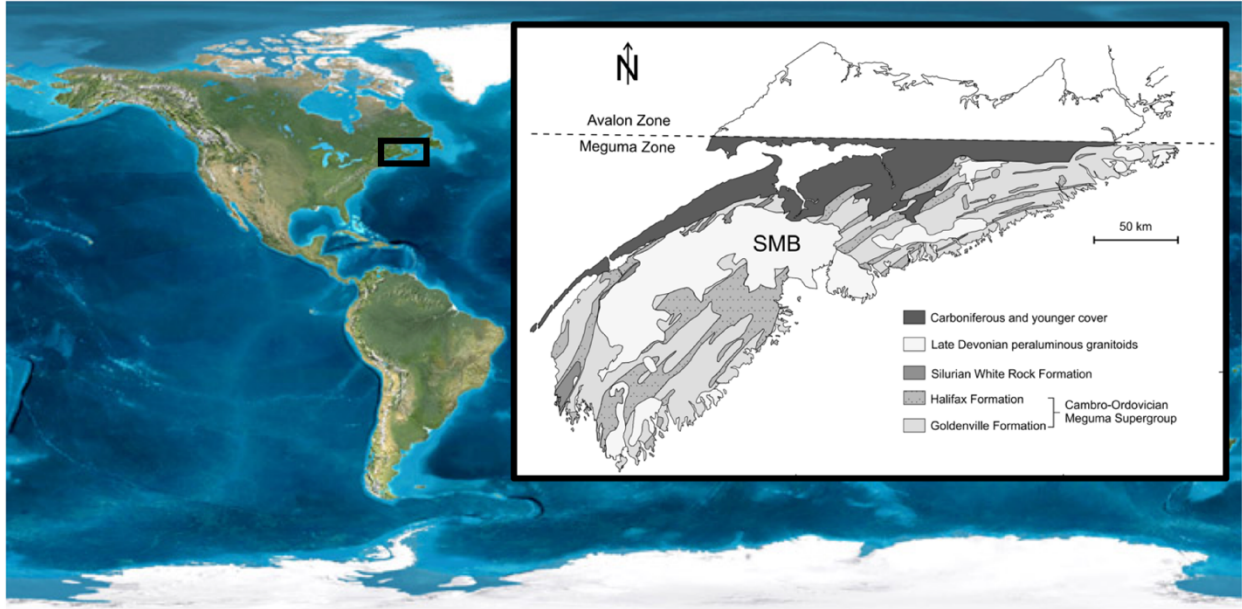 N
Avalon Zone
Meguma Zone
SMB
50 km
Carboniferous and younger cover
Late Devonian peraluminous granitoids
Silurian White Rock Formation
Halifax Formation
Goldenville Formation
Cambro-Ordovician
Meguma Supergroup